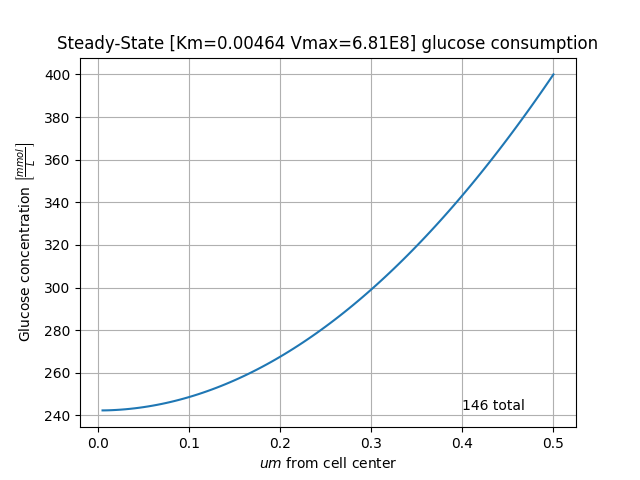 Steady-State [Km=0.00464 Vmax=6.81E8] glucose consumption
Glucose concentration [mmol/L]
400
380
360
340
320
300
280
260
240
146 total
0.0 0.1 0.2 0.3 0.4 0.5
um from cell center